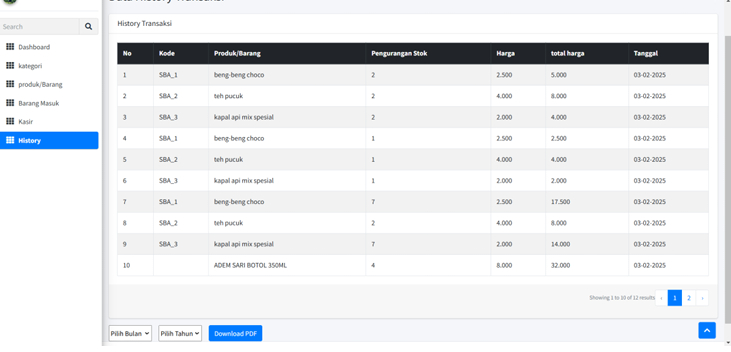 Search
Dashboard
kategori
produk/Barang
Barang Masuk
Kasir
History
History Transaksi
No Kode Produk/Barang Pengurangan Stok Harga total harga Tanggal
1 SBA_1 beng-beng choco 2 2.500 5.000 03-02-2025
2 SBA_2 teh pucuk 2 4.000 8.000 03-02-2025
3 SBA_3 kapal api mix spesial 2 2.000 4.000 03-02-2025
4 SBA_1 beng-beng choco 1 2.500 2.500 03-02-2025
5 SBA_2 teh pucuk 1 4.000 4.000 03-02-2025
6 SBA_3 kapal api mix spesial 1 2.000 2.000 03-02-2025
7 SBA_1 beng-beng choco 7 2.500 17.500 03-02-2025
8 SBA_2 teh pucuk 2 4.000 8.000 03-02-2025
9 SBA_3 kapal api mix spesial 7 2.000 14.000 03-02-2025
10 ADEM SARI BOTOL 350ML 4 8.000 32.000 03-02-2025
Showing 1 to 10 of 12 results ‹ 1 2 ›
Pilih Bulan Pilih Tahun Download PDF